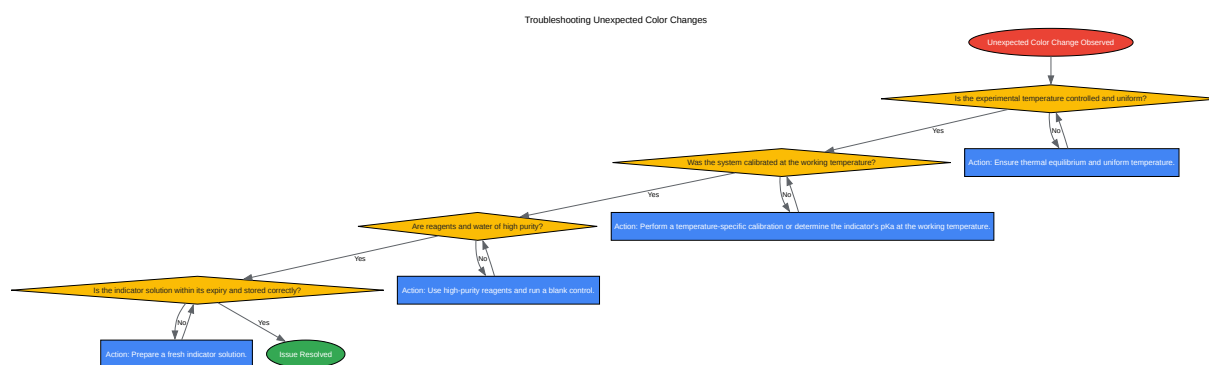 Troubleshooting Unexpected Color Changes
Unexpected Color Change Observed
Is the experimental temperature controlled and uniform?
Yes
No
Was the system calibrated at the working temperature?
Action: Ensure thermal equilibrium and uniform temperature.
Yes
No
Are reagents and water of high purity?
Action: Perform a temperature-specific calibration or determine the indicator's pKa at the working temperature.
Yes
No
Is the indicator solution within its expiry and stored correctly?
Action: Use high-purity reagents and run a blank control.
No
Yes
Action: Prepare a fresh indicator solution.
Issue Resolved